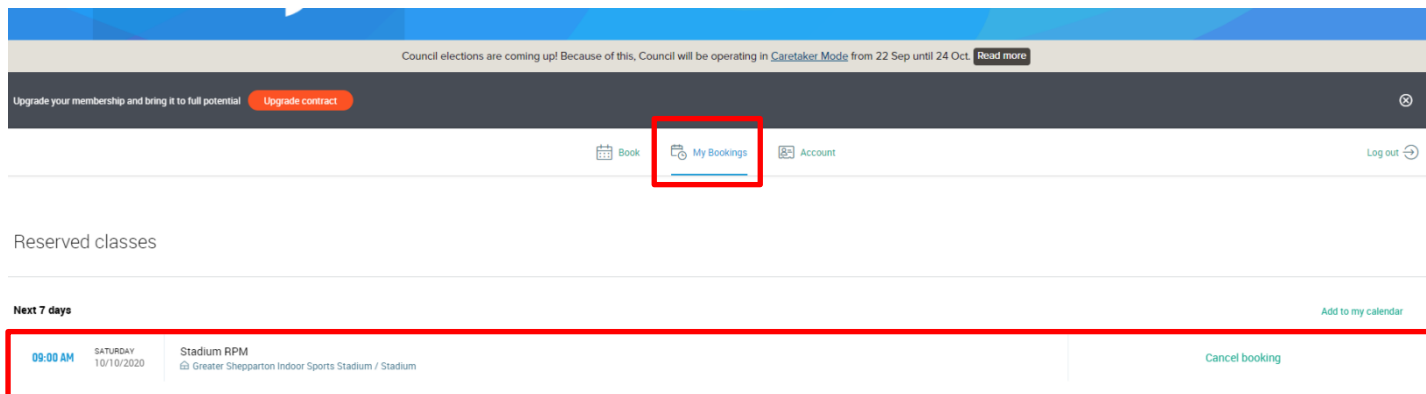 Council elections are coming up! Because of this, Council will be operating in Caretaker Mode from 22 Sep until 24 Oct. Read more
Upgrade your membership and bring it to full potential Upgrade contract
Book My Bookings Account Log out
Reserved classes
Next 7 days Add to my calendar
09:00 AM SATURDAY 10/10/2020 Stadium RPM Cancel booking
Greater Shepparton Indoor Sports Stadium / Stadium